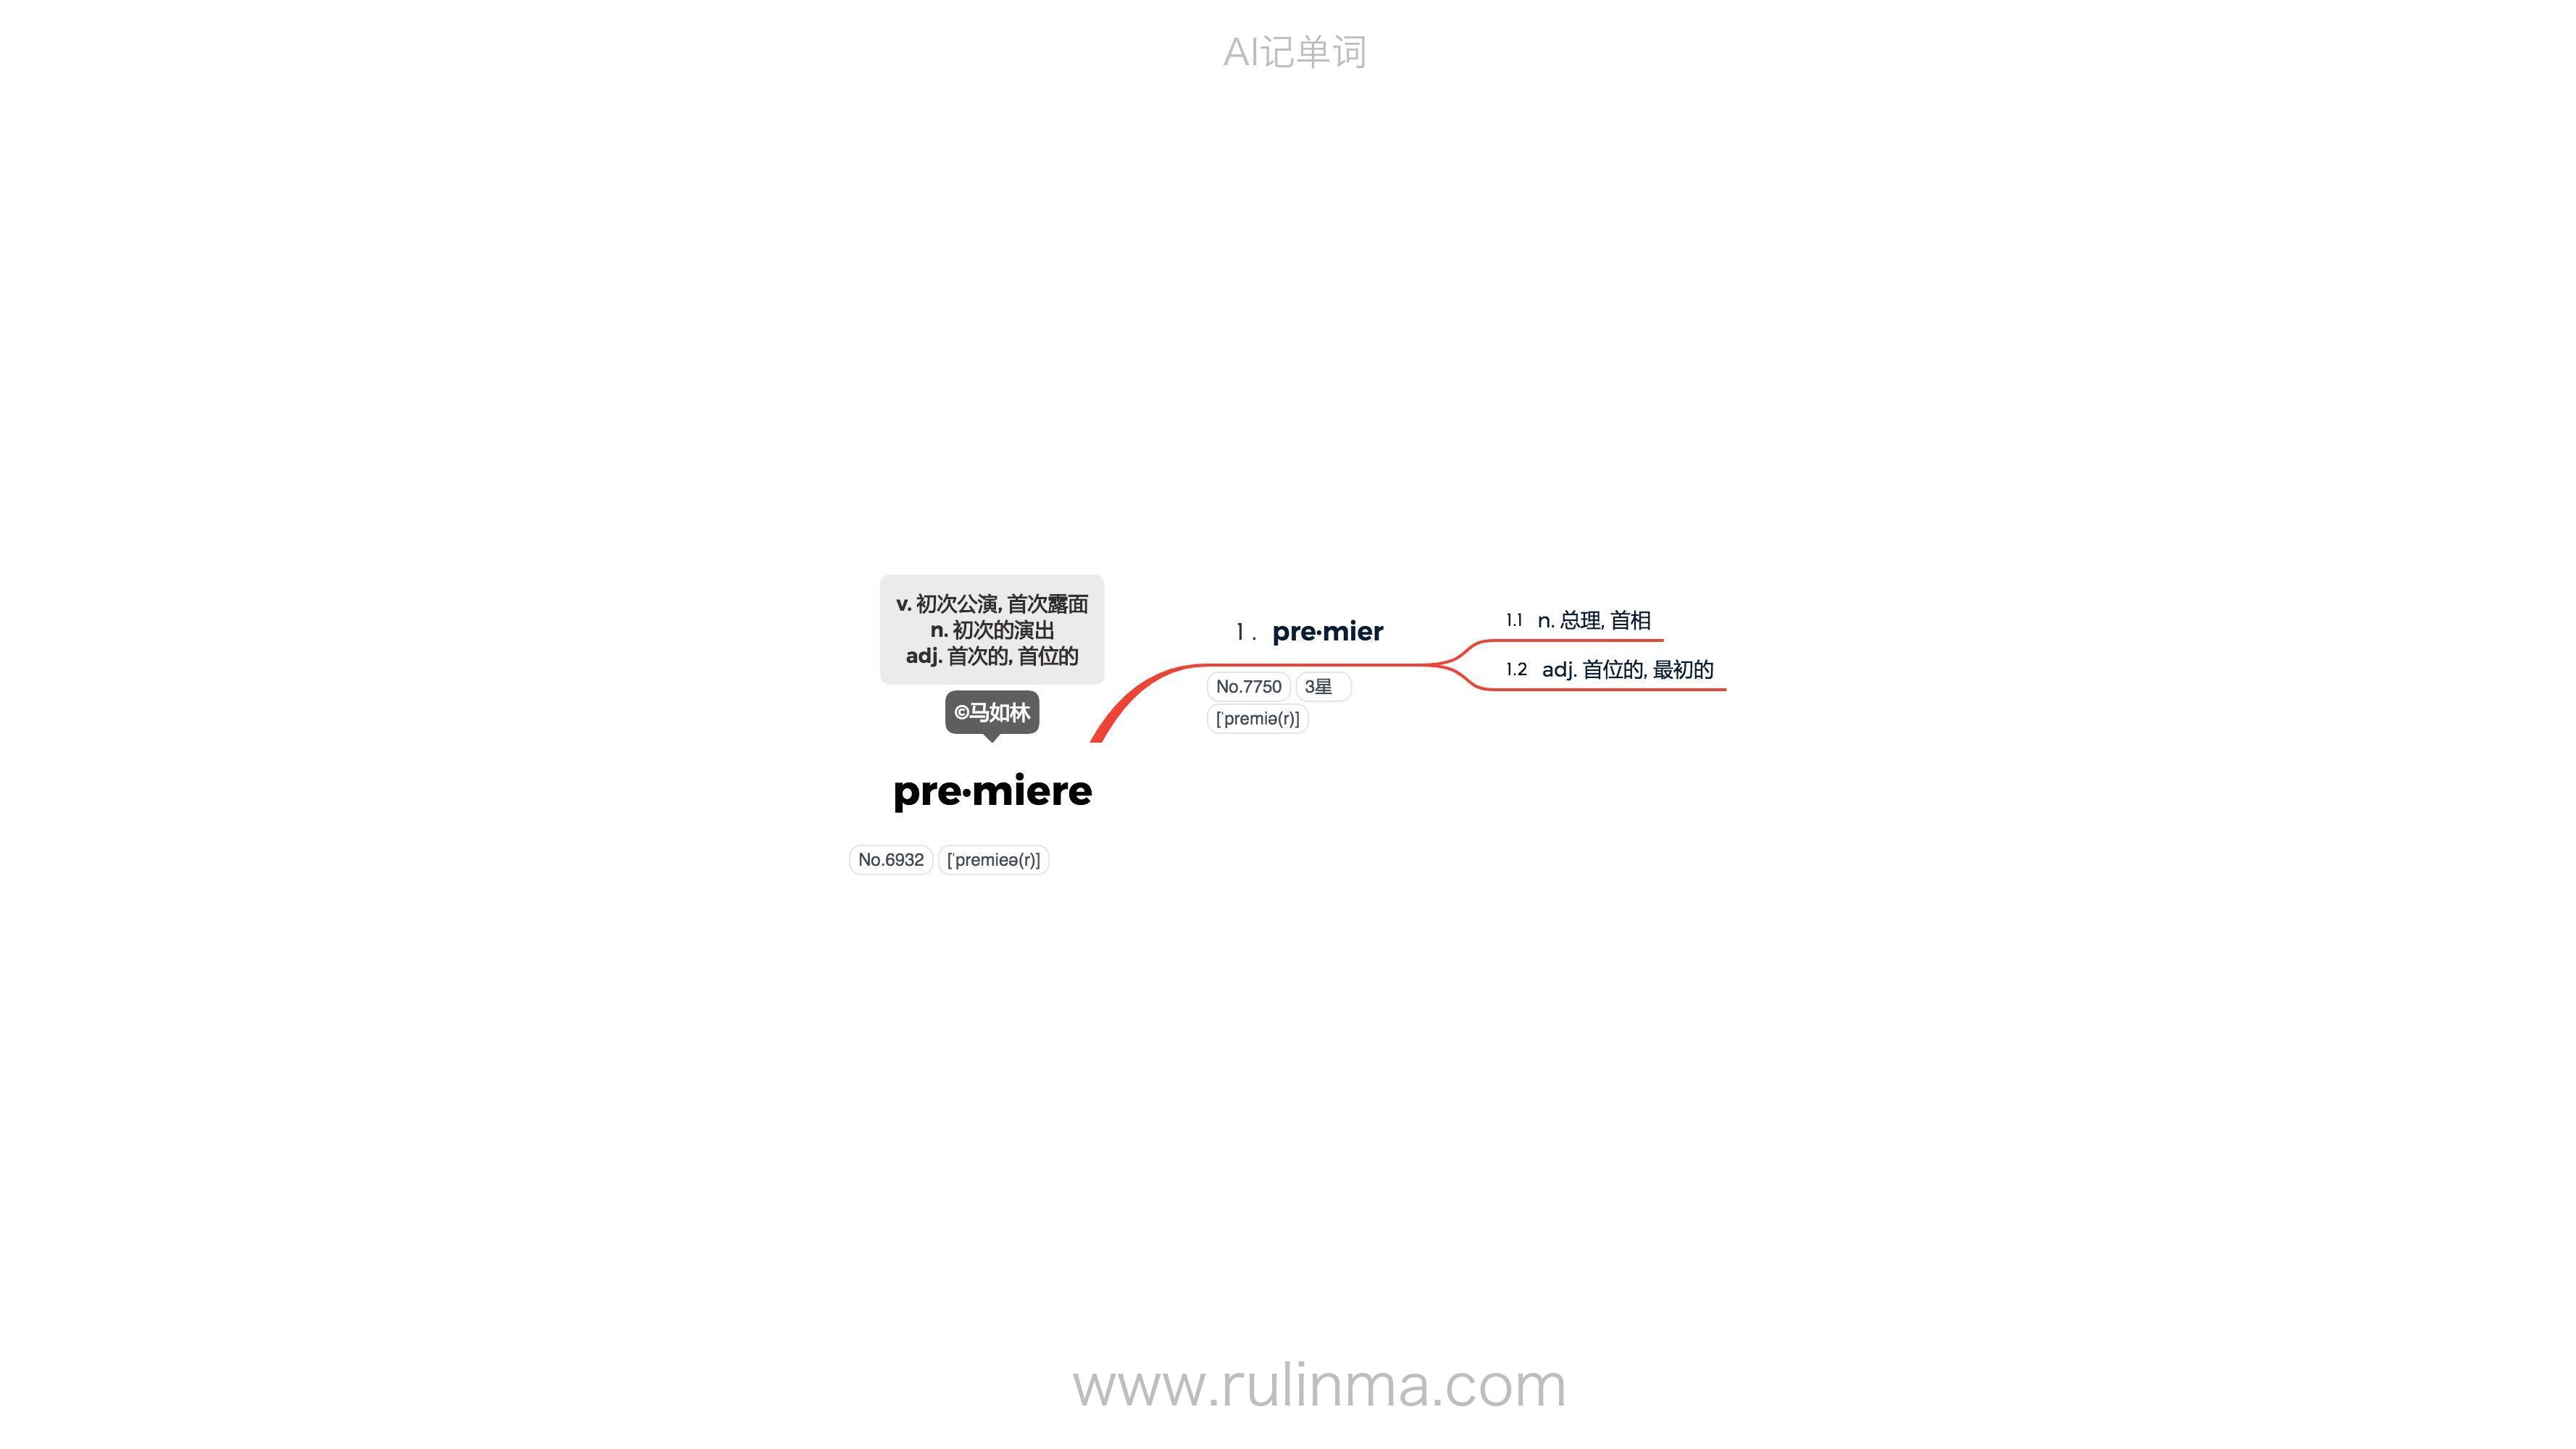 AI记单词
v. 初次公演, 首次露面
n. 初次的演出
adj. 首次的, 首位的
©马如林
pre·miere
No.6932 [ˈpremieə(r)]
1. pre·mier
No.7750 3星
[ˈpremiə(r)]
1.1 n. 总理, 首相
1.2 adj. 首位的, 最初的
www.rulinma.com